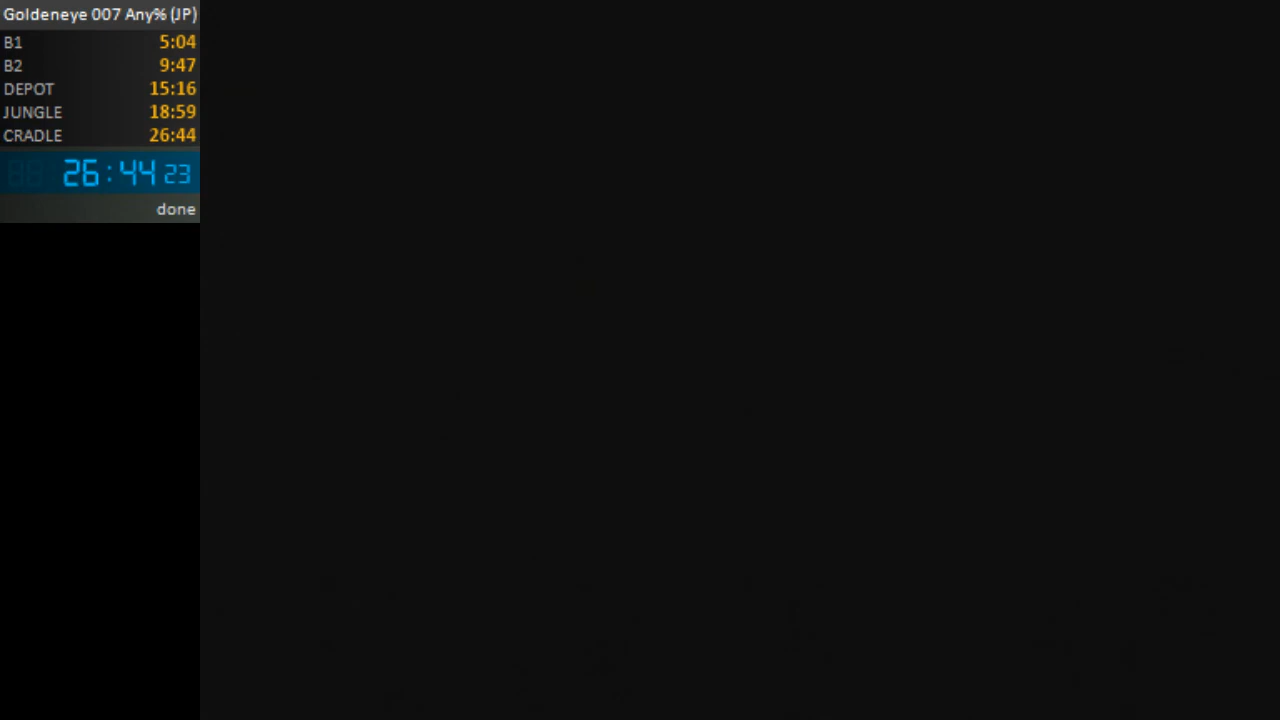 Goldeneye 007 Any% (JP)
B1 5:04
B2 9:47
DEPOT 15:16
JUNGLE 18:59
CRADLE 26:44
26:44 23
done